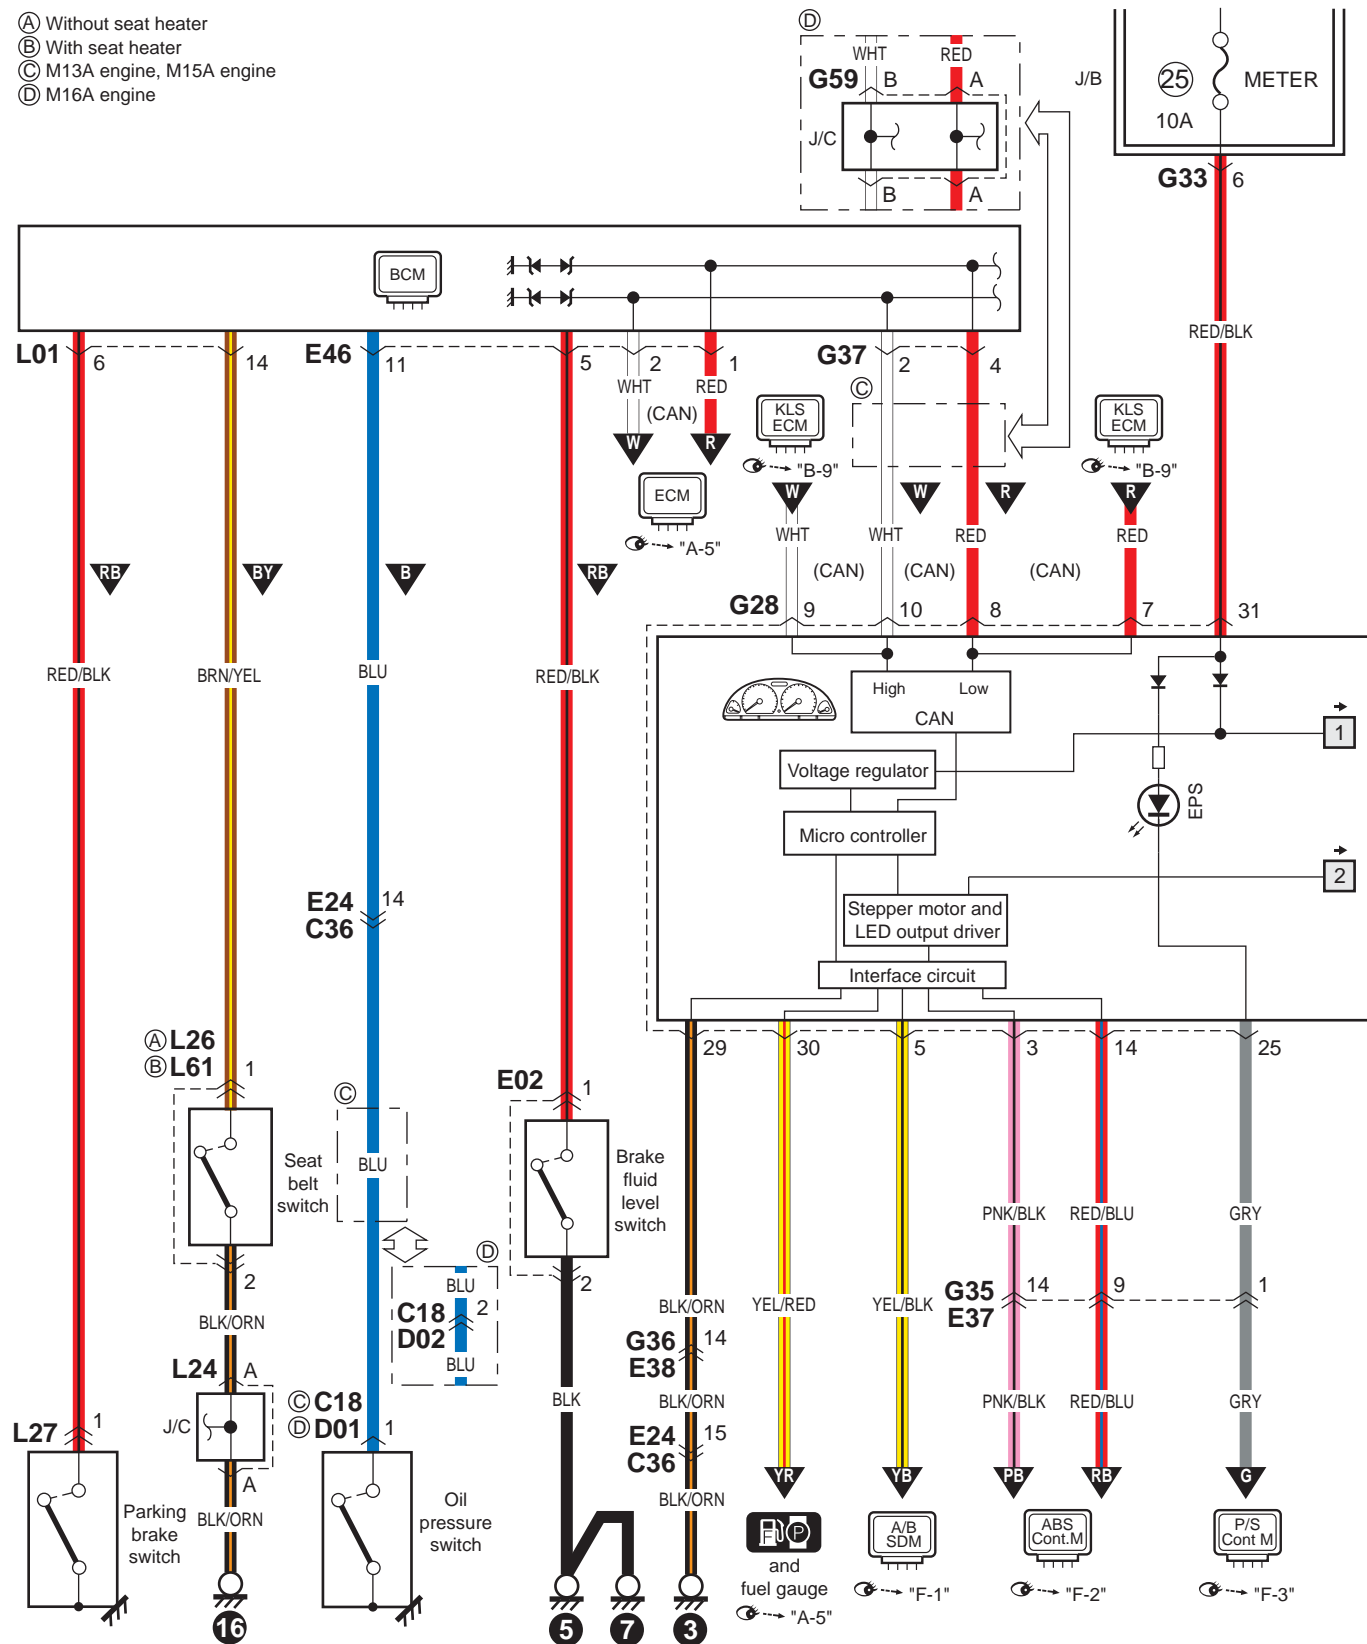 A Without seat heater
B With seat heater
C M13A engine, M15A engine
D M16A engine
D
WHT RED
G59 B A
J/C
B A
J/B
25 METER
10A
G33 6
BCM
RED/BLK
L01 6 14 E46 11 5 2 1 G37 2 4
WHT RED
(CAN)
C
W R
KLS
ECM
"B-9"
KLS
ECM
"B-9"
ECM
"A-5"
W W R R
WHT WHT RED RED
(CAN) (CAN) (CAN)
RB BY B RB
G28 9 10 8 7 31
RED/BLK BRN/YEL BLU RED/BLK
High Low
CAN
1
Voltage regulator
EPS
Micro controller
2
Stepper motor and
LED output driver
Interface circuit
E24 14
C36
29 30 5 3 14 25
A L26
B L61 1
E02 1
C
Seat
belt
switch
BLU
Brake
fluid
level
switch
PNK/BLK RED/BLU GRY
2
D
2
BLU
C18 2
D02
BLU
BLK/ORN
BLK/ORN YEL/RED YEL/BLK
G35 14 9 1
E37
G36 14
E38
L24 A
J/C
A
BLK/ORN
BLK
BLK/ORN
PNK/BLK RED/BLU GRY
C C18
D D01 1
L27 1
E24 15
C36
BLK/ORN
YR YB PB RB G
Parking
brake
switch
Oil
pressure
switch
F P
and
fuel gauge
"A-5"
A/B
SDM
"F-1"
ABS
Cont.M
"F-2"
P/S
Cont M
"F-3"
16 5 7 3